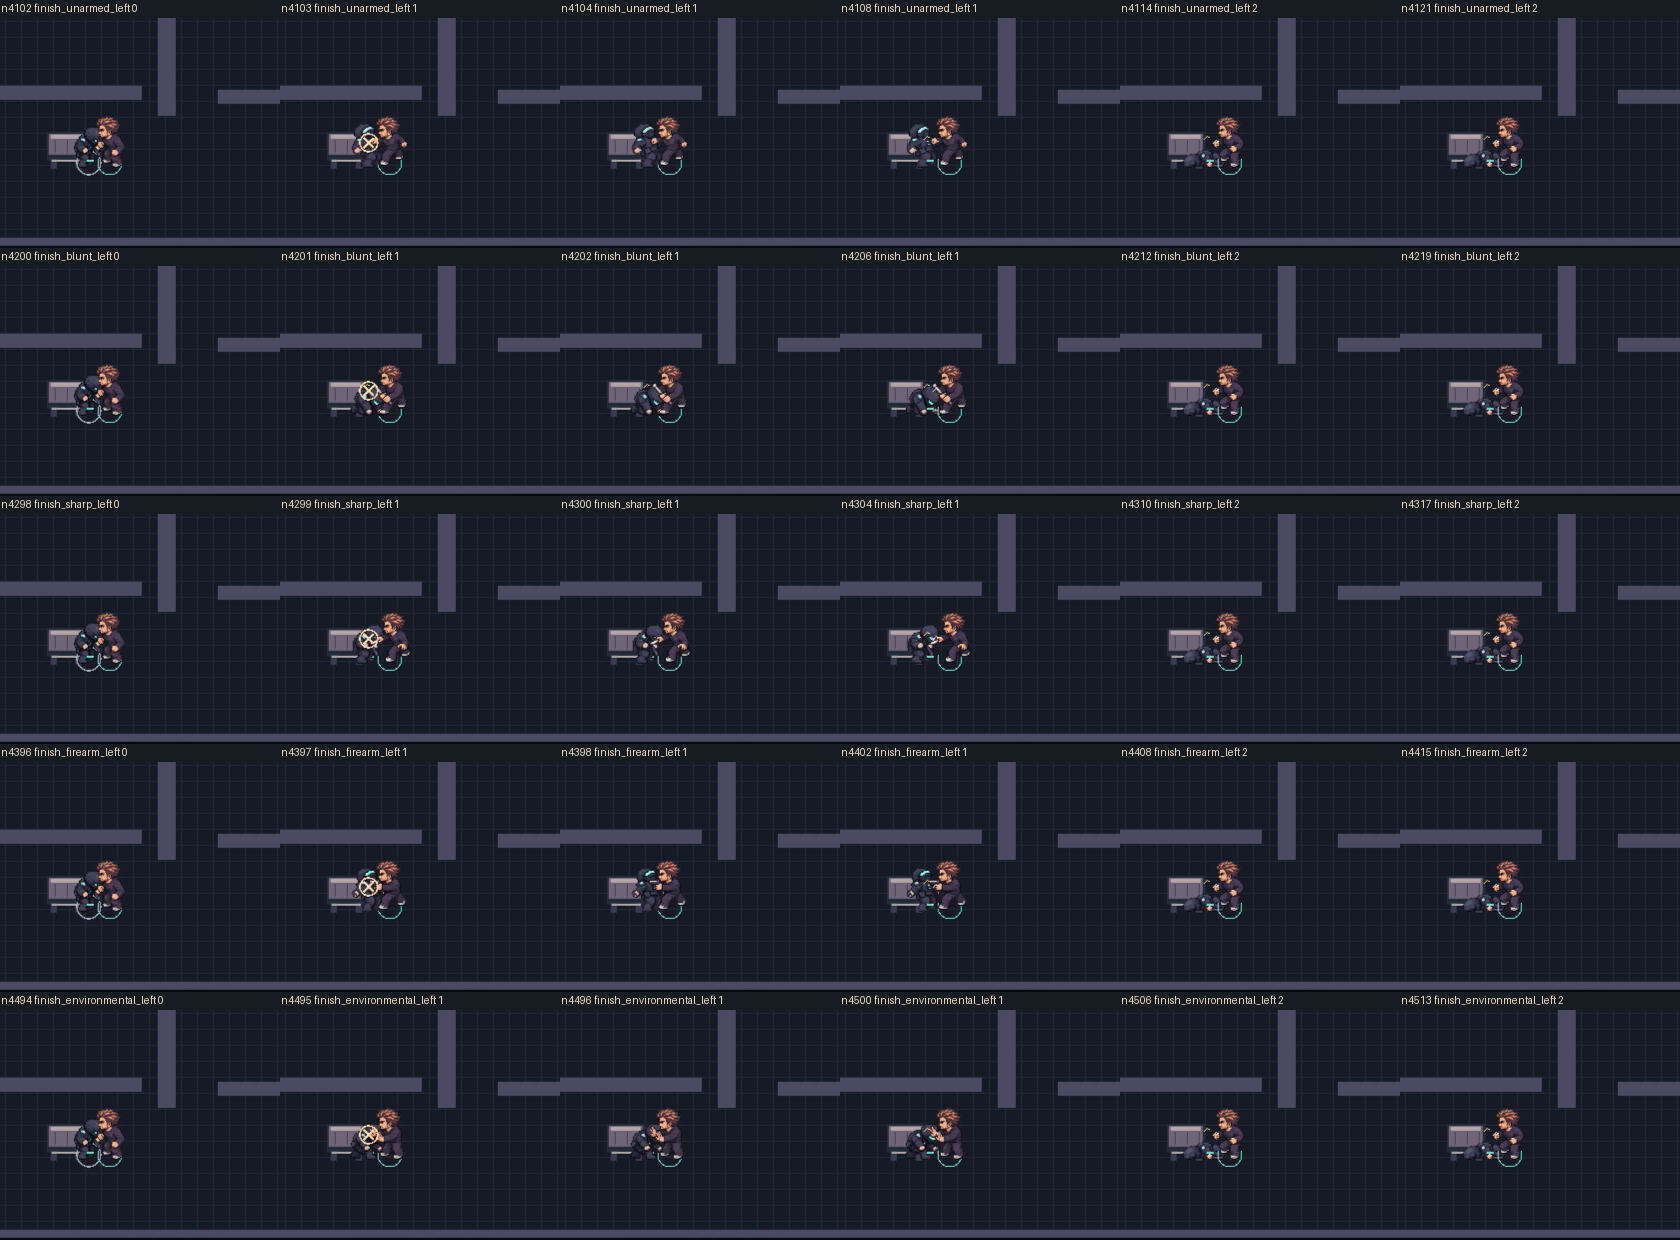 n4102 finish_unarmed_left 0
n4103 finish_unarmed_left 1
n4104 finish_unarmed_left 1
n4108 finish_unarmed_left 1
n4114 finish_unarmed_left 2
n4121 finish_unarmed_left 2
n4200 finish_blunt_left 0
n4201 finish_blunt_left 1
n4202 finish_blunt_left 1
n4206 finish_blunt_left 1
n4212 finish_blunt_left 2
n4219 finish_blunt_left 2
n4298 finish_sharp_left 0
n4299 finish_sharp_left 1
n4300 finish_sharp_left 1
n4304 finish_sharp_left 1
n4310 finish_sharp_left 2
n4317 finish_sharp_left 2
n4396 finish_firearm_left 0
n4397 finish_firearm_left 1
n4398 finish_firearm_left 1
n4402 finish_firearm_left 1
n4408 finish_firearm_left 2
n4415 finish_firearm_left 2
n4494 finish_environmental_left 0
n4495 finish_environmental_left 1
n4496 finish_environmental_left 1
n4500 finish_environmental_left 1
n4506 finish_environmental_left 2
n4513 finish_environmental_left 2